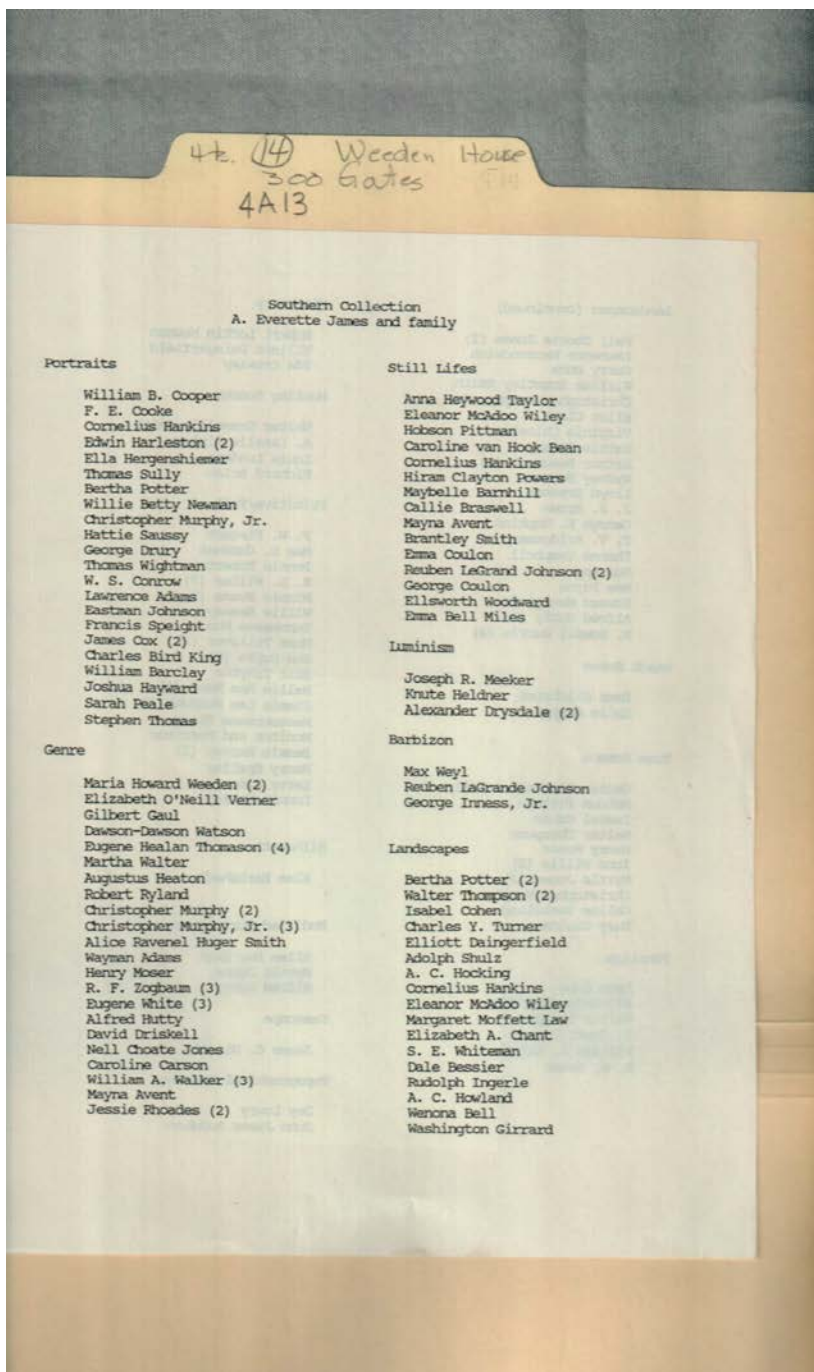 4th. (14) Weeden House
300 Gates
4A13
Southern Collection
A. Everette James and family
Portraits
William B. Cooper
F. E. Cooke
Cornelius Hankins
Edwin Harleston (2)
Ella Hergenshiemer
Thomas Sully
Bertha Potter
Willie Betty Newman
Christopher Murphy, Jr.
Hattie Saussy
George Drury
Thomas Wightman
W. S. Conrow
Lawrence Adams
Eastman Johnson
Francis Speight
James Cox (2)
Charles Bird King
William Barclay
Joshua Hayward
Sarah Peale
Stephen Thomas
Genre
Maria Howard Weeden (2)
Elizabeth O'Neill Verner
Gilbert Gaul
Dawson-Dawson Watson
Eugene Healan Thomason (4)
Martha Walter
Augustus Heaton
Robert Ryland
Christopher Murphy (2)
Christopher Murphy, Jr. (3)
Alice Ravenel Huger Smith
Wayman Adams
Henry Moser
R. F. Zogbaum (3)
Eugene White (3)
Alfred Hutty
David Driskell
Nell Choate Jones
Caroline Carson
William A. Walker (3)
Mayna Avent
Jessie Rhoades (2)
Still Lifes
Anna Heywood Taylor
Eleanor McAdoo Wiley
Hobson Pittman
Caroline van Hook Bean
Cornelius Hankins
Hiram Clayton Powers
Maybelle Barnhill
Callie Braswell
Mayna Avent
Brantley Smith
Emma Coulon
Reuben LeGrand Johnson (2)
George Coulon
Ellsworth Woodward
Emma Bell Miles
Luminism
Joseph R. Meeker
Knute Heldner
Alexander Drysdale (2)
Barbizon
Max Weyl
Reuben LaGrande Johnson
George Inness, Jr.
Landscapes
Bertha Potter (2)
Walter Thompson (2)
Isabel Cohen
Charles Y. Turner
Elliott Daingerfield
Adolph Shulz
A. C. Hocking
Cornelius Hankins
Eleanor McAdoo Wiley
Margaret Moffett Law
Elizabeth A. Chant
S. E. Whiteman
Dale Bessier
Rudolph Ingerle
A. C. Howland
Wenona Bell
Washington Girrard